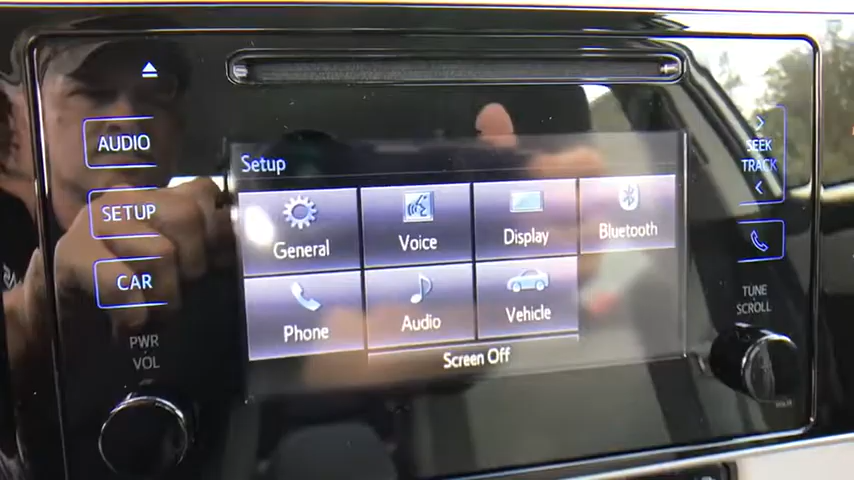 AUDIO
SETUP
CAR
PWR
VOL
Setup
General
Voice
Display
Bluetooth
Phone
Audio
Vehicle
Screen Off
SEEK
TRACK
TUNE
SCROLL